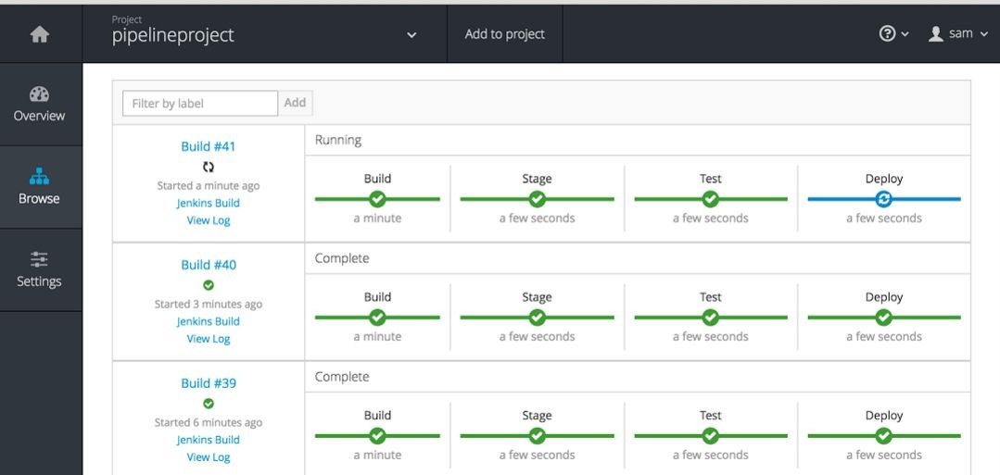 Project
pipelineproject
Add to project
sam
Overview
Browse
Settings
Filter by label
Add
Build #41
Started a minute ago
Jenkins Build
View Log
Running
Build
Stage
Test
Deploy
a minute
a few seconds
a few seconds
a few seconds
Build #40
Started 3 minutes ago
Jenkins Build
View Log
Complete
Build
Stage
Test
Deploy
a minute
a few seconds
a few seconds
a few seconds
Build #39
Started 6 minutes ago
Jenkins Build
View Log
Complete
Build
Stage
Test
Deploy
a minute
a few seconds
a few seconds
a few seconds